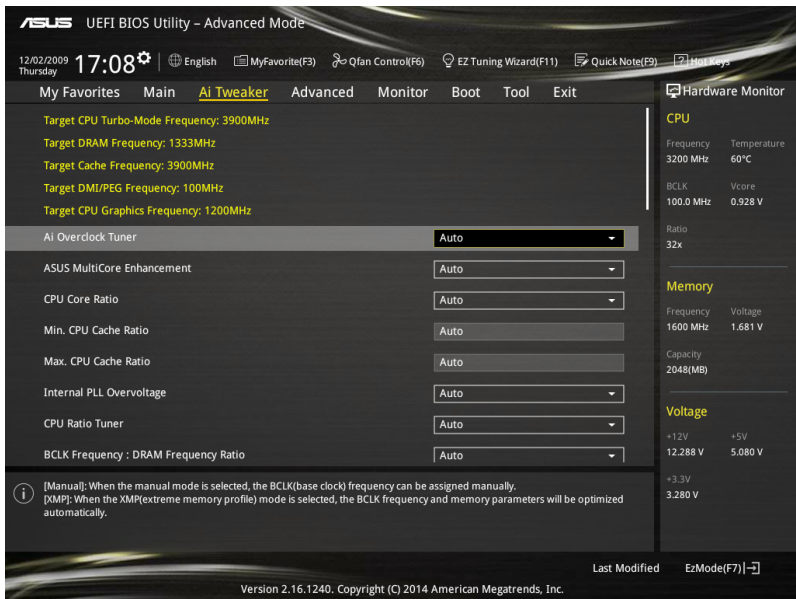 ASUS UEFI BIOS Utility – Advanced Mode
12/02/2009
Thursday
17:08
English MyFavorite(F3) Qfan Control(F6) EZ Tuning Wizard(F11) Quick Note(F9) ? Hot Keys
My Favorites Main Ai Tweaker Advanced Monitor Boot Tool Exit
Target CPU Turbo-Mode Frequency: 3900MHz
Target DRAM Frequency: 1333MHz
Target Cache Frequency: 3900MHz
Target DMI/PEG Frequency: 100MHz
Target CPU Graphics Frequency: 1200MHz
Ai Overclock Tuner Auto
ASUS MultiCore Enhancement Auto
CPU Core Ratio Auto
Min. CPU Cache Ratio Auto
Max. CPU Cache Ratio Auto
Internal PLL Overvoltage Auto
CPU Ratio Tuner Auto
BCLK Frequency : DRAM Frequency Ratio Auto
[Manual]: When the manual mode is selected, the BCLK(base clock) frequency can be assigned manually.
[XMP]: When the XMP(extreme memory profile) mode is selected, the BCLK frequency and memory parameters will be optimized
automatically.
Hardware Monitor
CPU
Frequency Temperature
3200 MHz 60°C
BCLK Vcore
100.0 MHz 0.928 V
Ratio
32x
Memory
Frequency Voltage
1600 MHz 1.681 V
Capacity
2048(MB)
Voltage
+12V +5V
12.288 V 5.080 V
+3.3V
3.280 V
Last Modified EzMode(F7)
Version 2.16.1240. Copyright (C) 2014 American Megatrends, Inc.